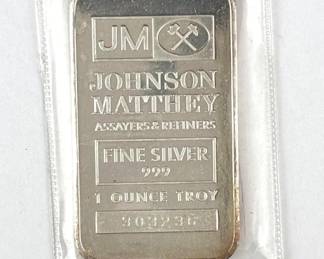 JM
JOHNSON
MATTHEY
ASSAYERS & REFINERS
FINE SILVER
999
1 OUNCE TROY